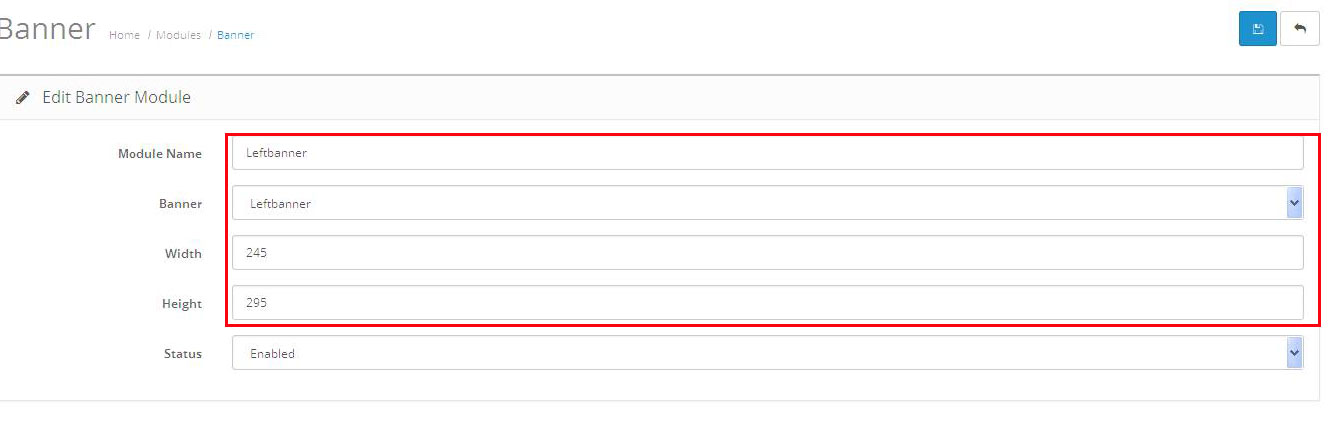 Banner Home / Modules / Banner
Edit Banner Module
Module Name Leftbanner
Banner Leftbanner
Width 245
Height 295
Status Enabled